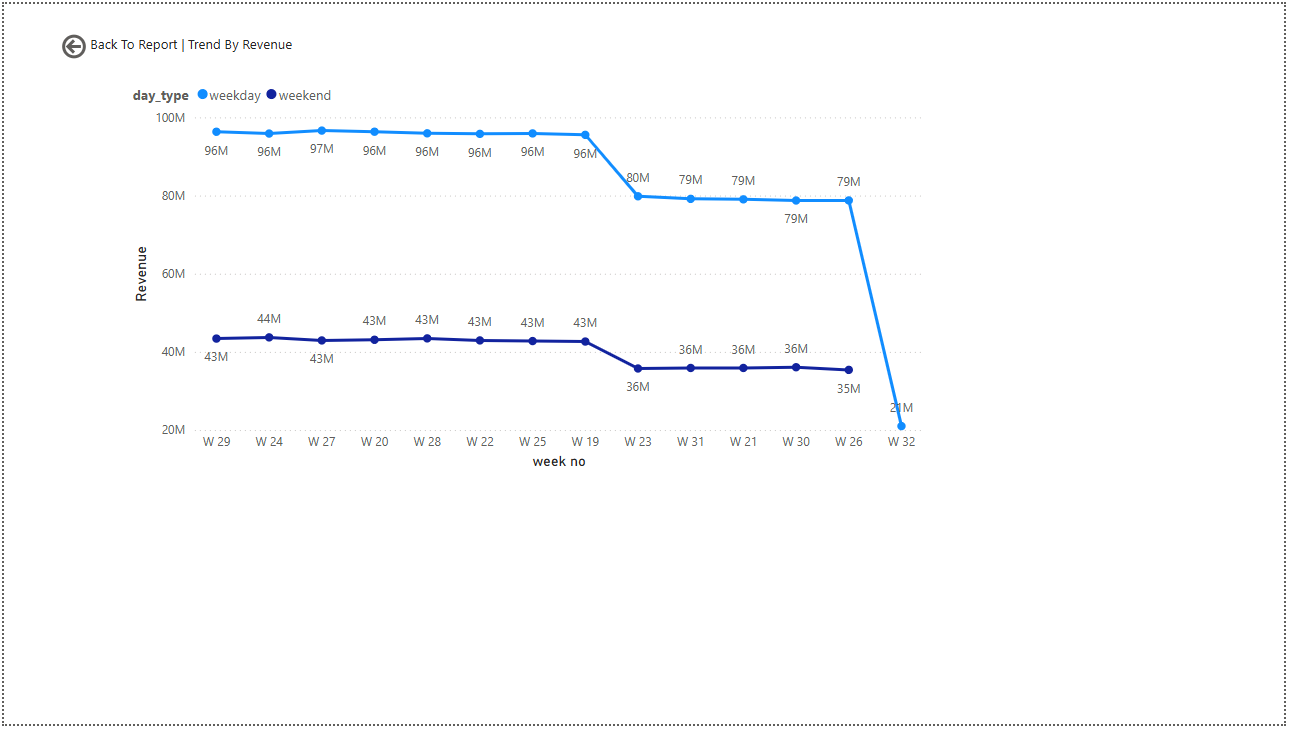 Back To Report | Trend By Revenue
day_type weekday weekend
100M
96M 96M 97M 96M 96M 96M 96M 96M
80M 79M 79M 79M
80M
79M
60M
Revenue
44M 43M 43M 43M 43M 43M
43M 43M
40M
36M 36M 36M
36M 35M
21M
20M
W 29 W 24 W 27 W 20 W 28 W 22 W 25 W 19 W 23 W 31 W 21 W 30 W 26 W 32
week no